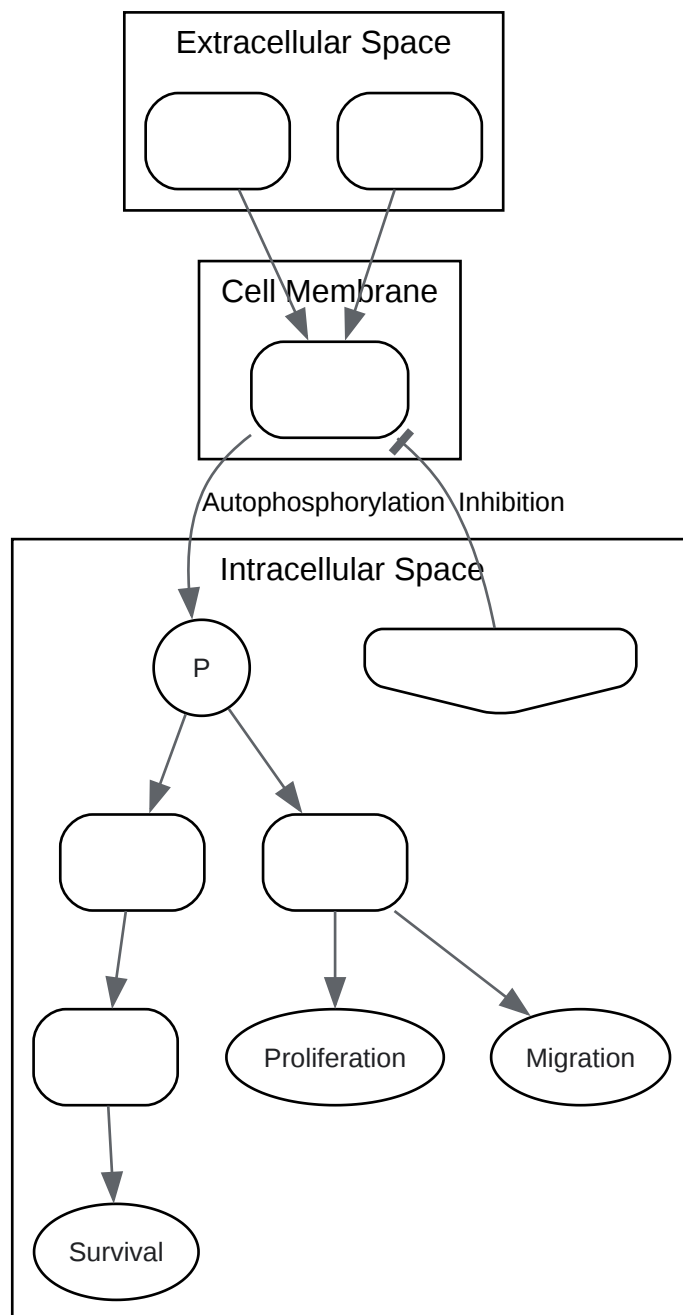 Extracellular Space
Cell Membrane
Autophosphorylation
Inhibition
Intracellular Space
P
Proliferation
Migration
Survival